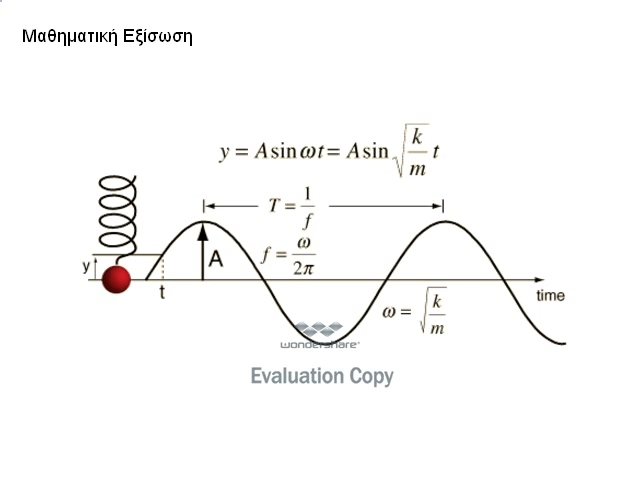 Μαθηματική Εξίσωση
y = A sin ωt = A sin √(k/m) t
T = 1/f
y
A
f = ω/2π
t
time
ω = √(k/m)
wondershare
Evaluation Copy